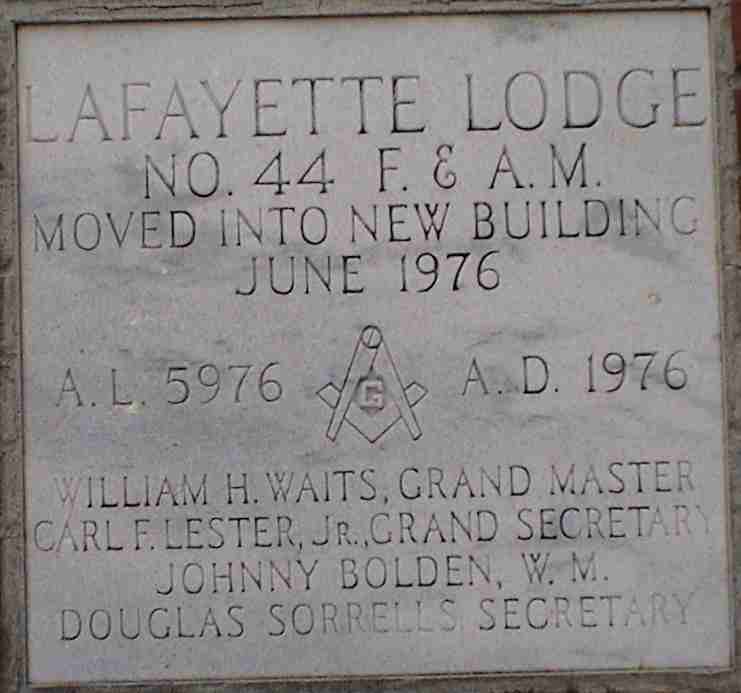 LAFAYETTE LODGE
NO. 44 F. & A. M.
MOVED INTO NEW BUILDING
JUNE 1976
A. L. 5976 G A. D. 1976
WILLIAM H. WAITS, GRAND MASTER
CARL F. LESTER, JR., GRAND SECRETARY
JOHNNY BOLDEN, W. M.
DOUGLAS SORRELLS SECRETARY